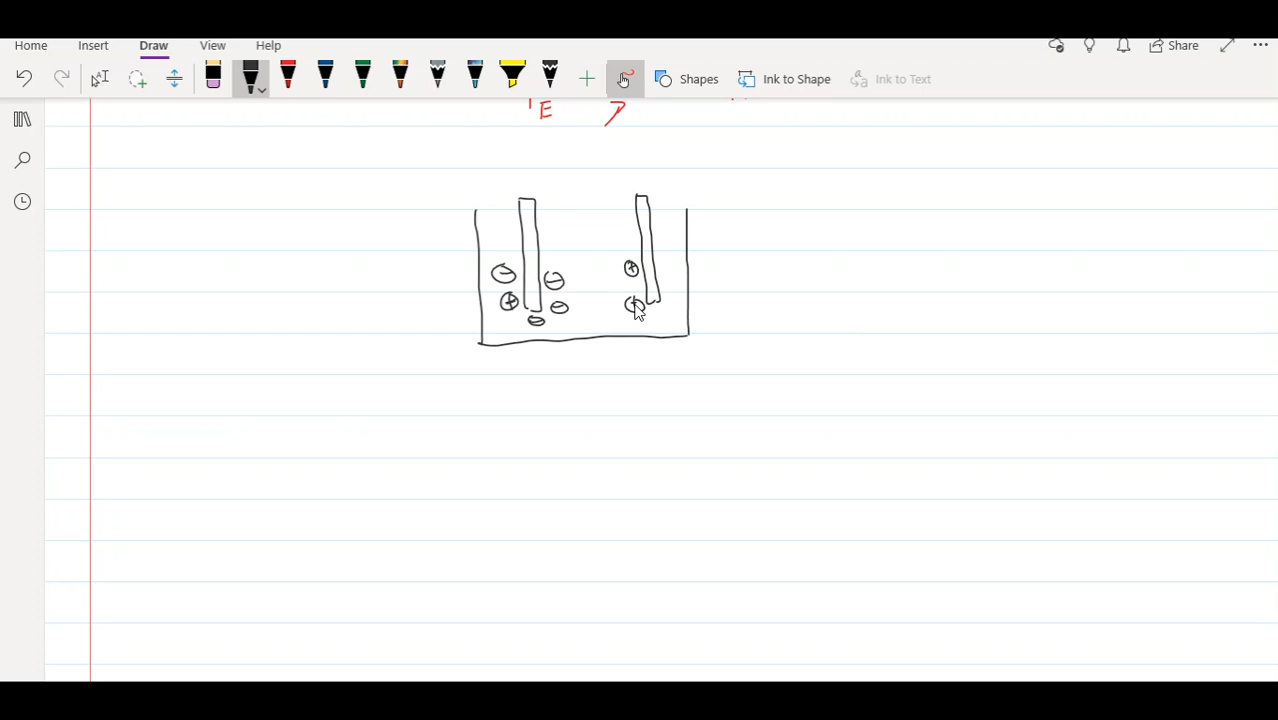 Home Insert Draw View Help Share
Shapes Ink to Shape Ink to Text
E
− −
+ −
−
+
+